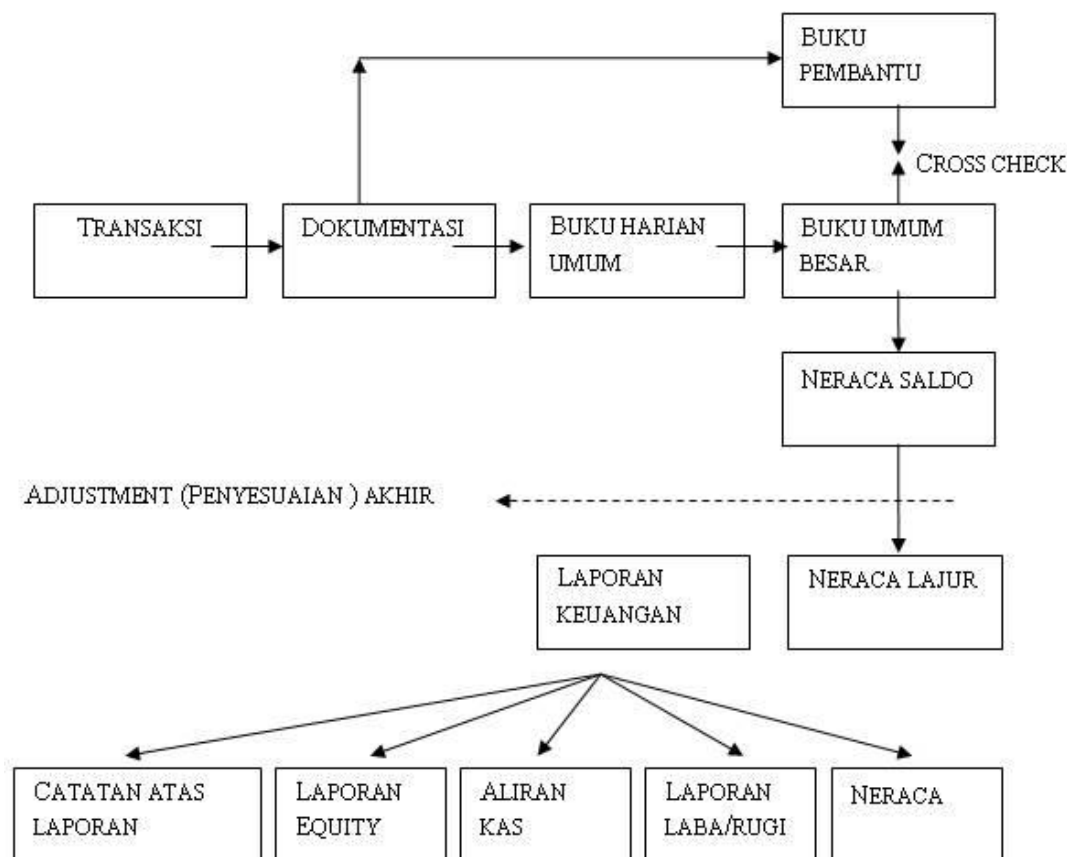 BUKU
PEMBANTU
CROSS CHECK
TRANSAKSI
DOKUMENTASI
BUKU HARIAN
UMUM
BUKU UMUM
BESAR
NERACA SALDO
ADJUSTMENT (PENYESUAIAN ) AKHIR
LAPORAN
KEUANGAN
NERACA LAJUR
CATATAN ATAS
LAPORAN
LAPORAN
EQUITY
ALIRAN
KAS
LAPORAN
LABA/RUGI
NERACA